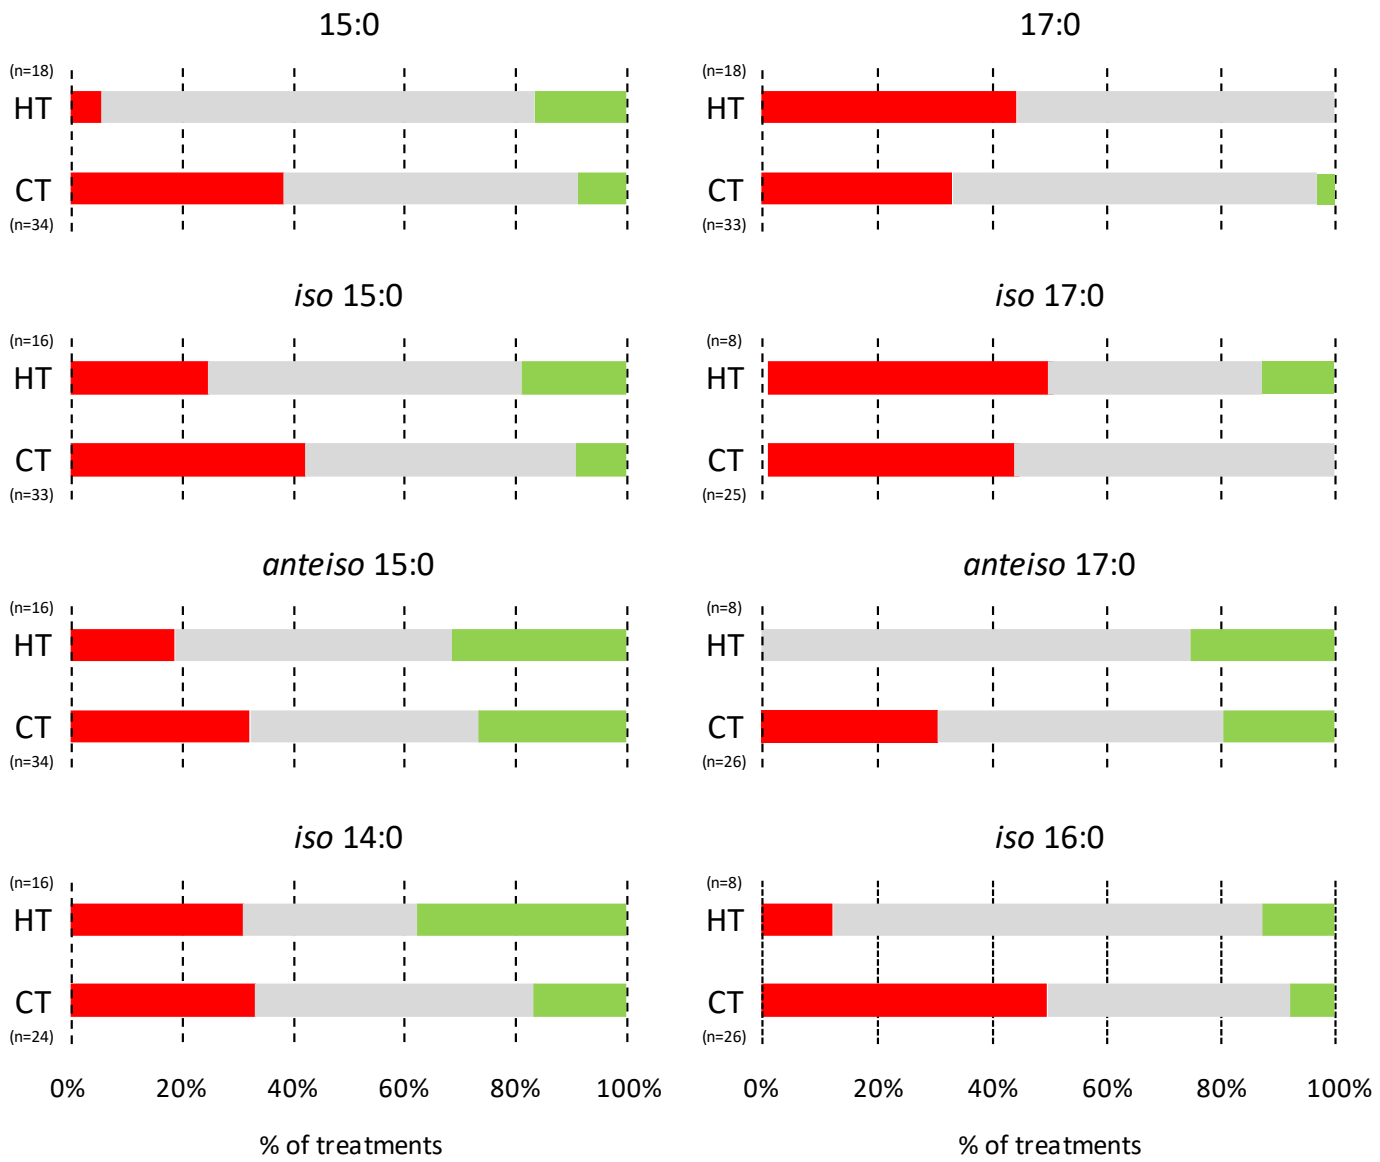 15:0
(n=18)
HT
CT
(n=34)
17:0
(n=18)
HT
CT
(n=33)
iso 15:0
(n=16)
HT
CT
(n=33)
iso 17:0
(n=8)
HT
CT
(n=25)
anteiso 15:0
(n=16)
HT
CT
(n=34)
anteiso 17:0
(n=8)
HT
CT
(n=26)
iso 14:0
(n=16)
HT
CT
(n=24)
0% 20% 40% 60% 80% 100%
% of treatments
iso 16:0
(n=8)
HT
CT
(n=26)
0% 20% 40% 60% 80% 100%
% of treatments